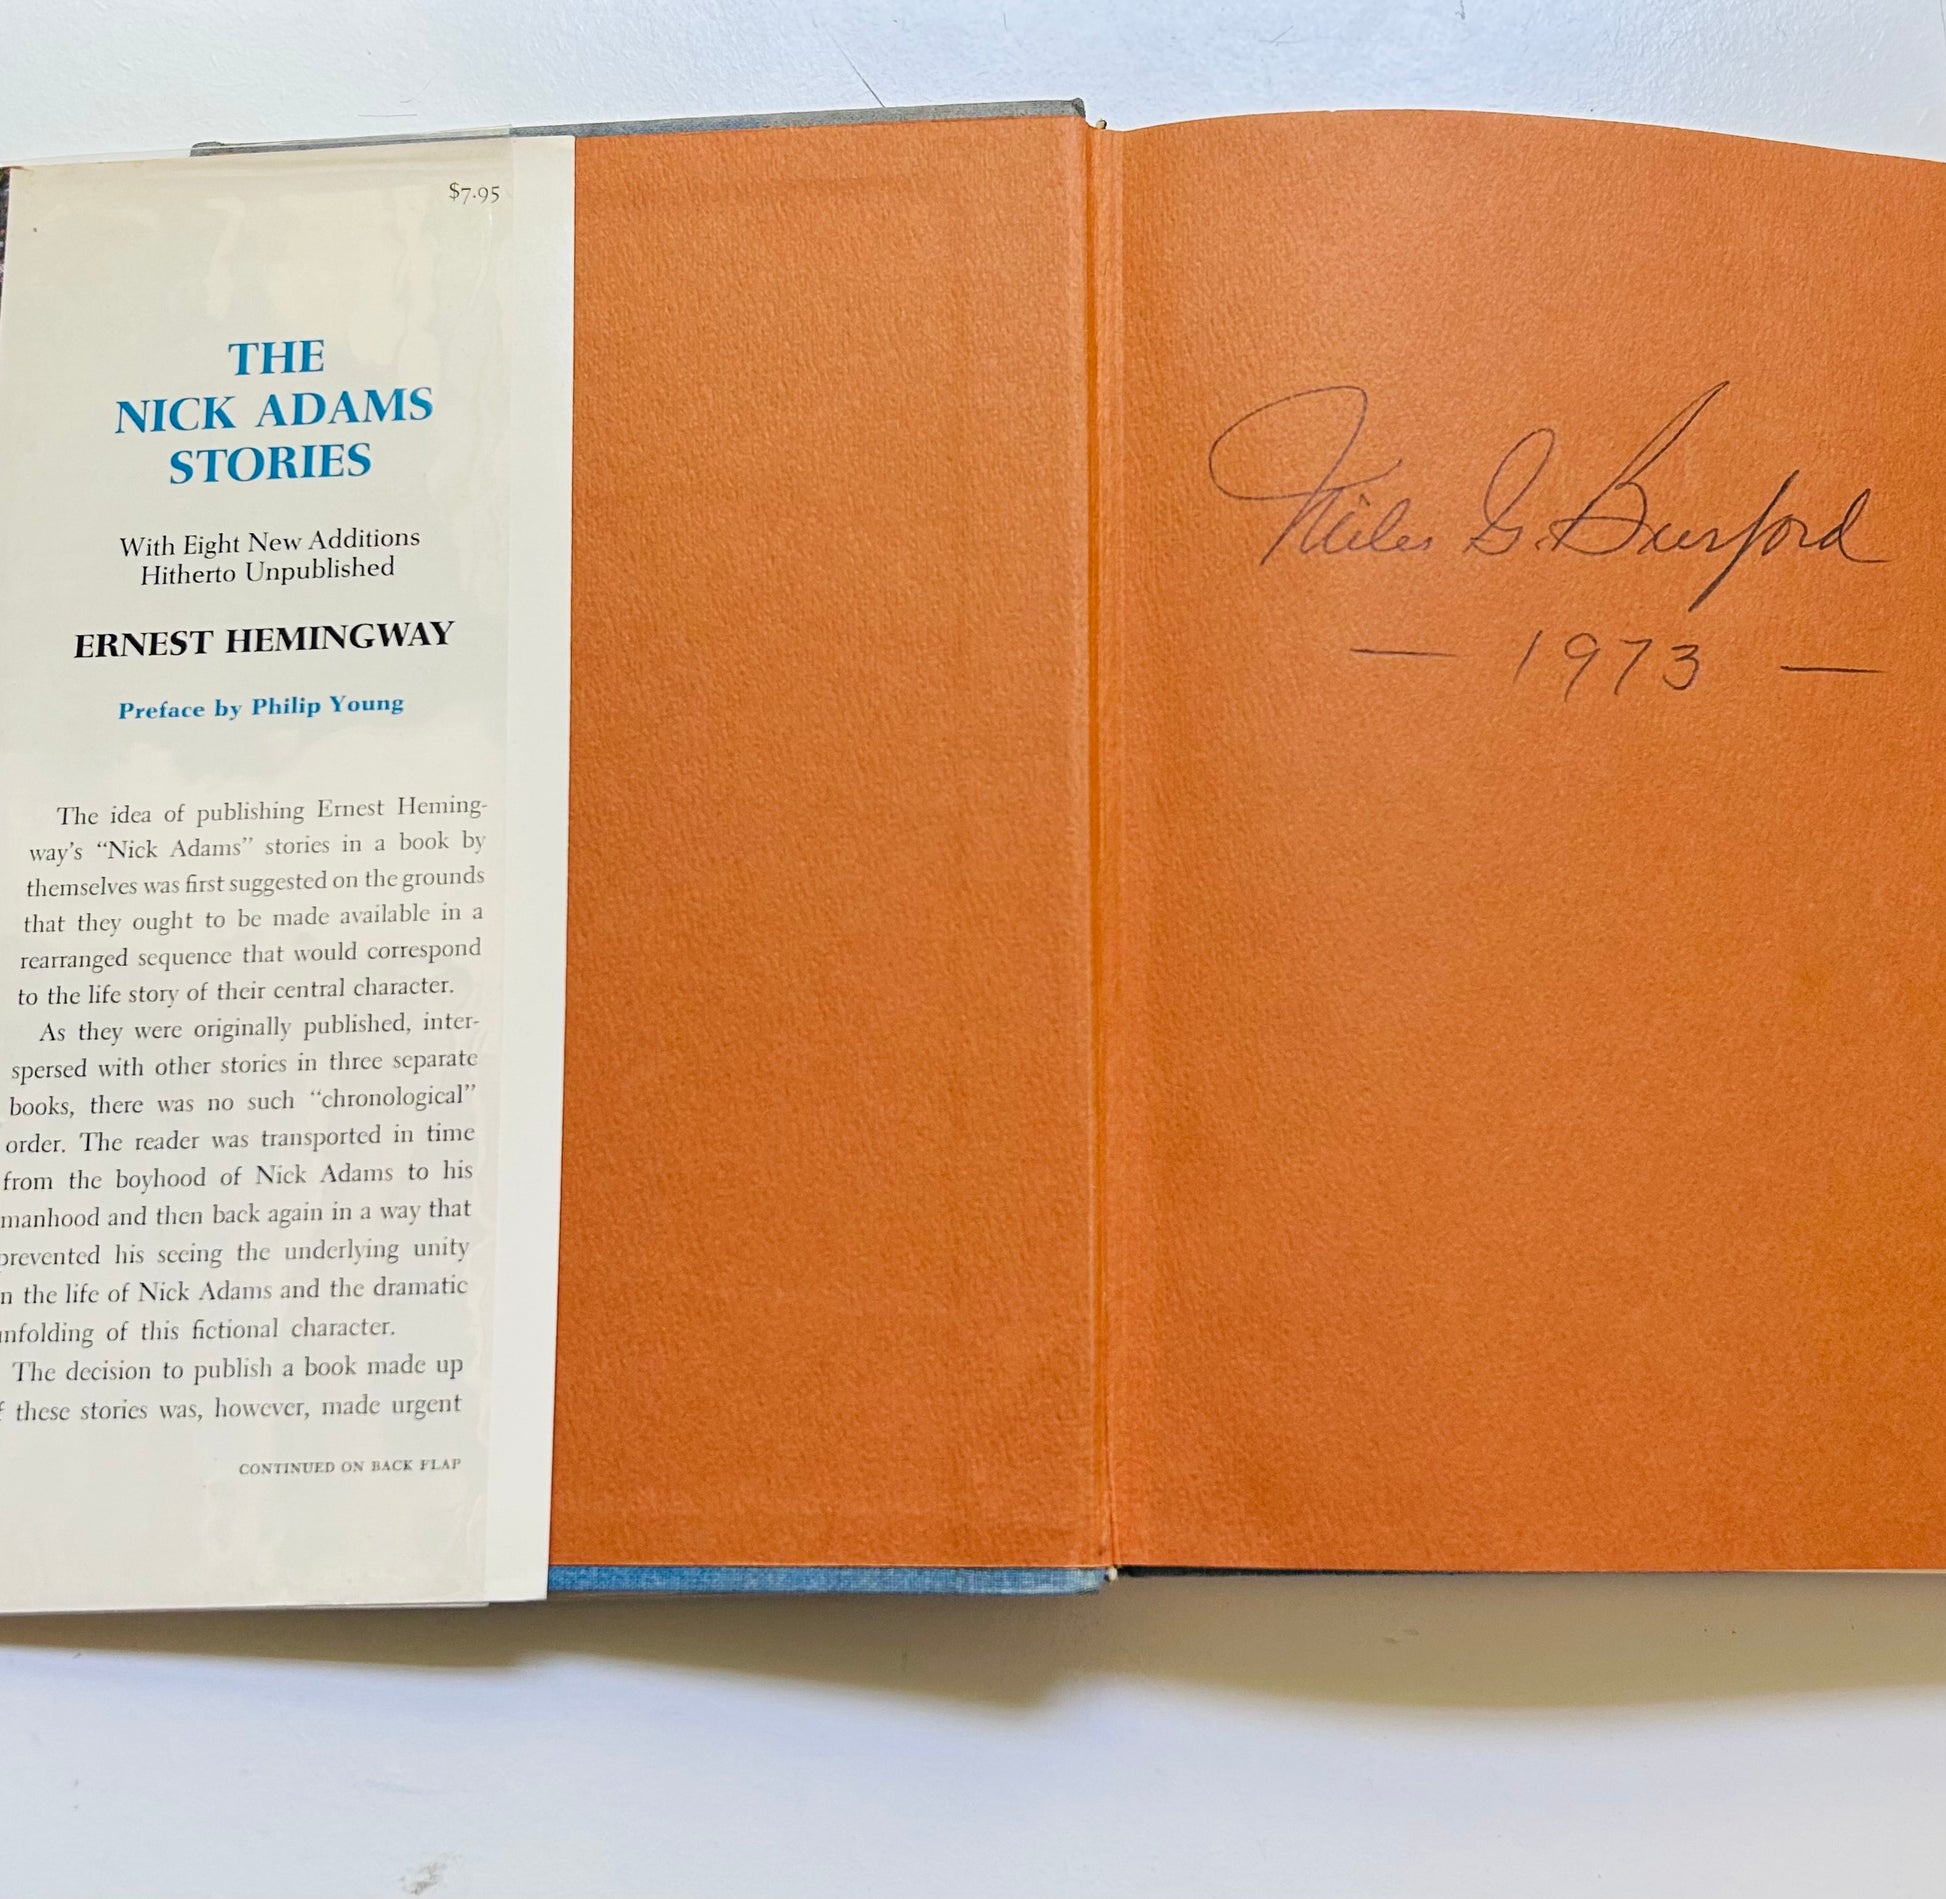 $7.95
THE
NICK ADAMS
STORIES
With Eight New Additions
Hitherto Unpublished
ERNEST HEMINGWAY
Preface by Philip Young
The idea of publishing Ernest Heming-
way's “Nick Adams” stories in a book by
themselves was first suggested on the grounds
that they ought to be made available in a
rearranged sequence that would correspond
to the life story of their central character.
As they were originally published, inter-
spersed with other stories in three separate
books, there was no such “chronological”
order. The reader was transported in time
from the boyhood of Nick Adams to his
manhood and then back again in a way that
prevented his seeing the underlying unity
n the life of Nick Adams and the dramatic
nfolding of this fictional character.
The decision to publish a book made up
f these stories was, however, made urgent
CONTINUED ON BACK FLAP
Miles G. Burford
— 1973 —